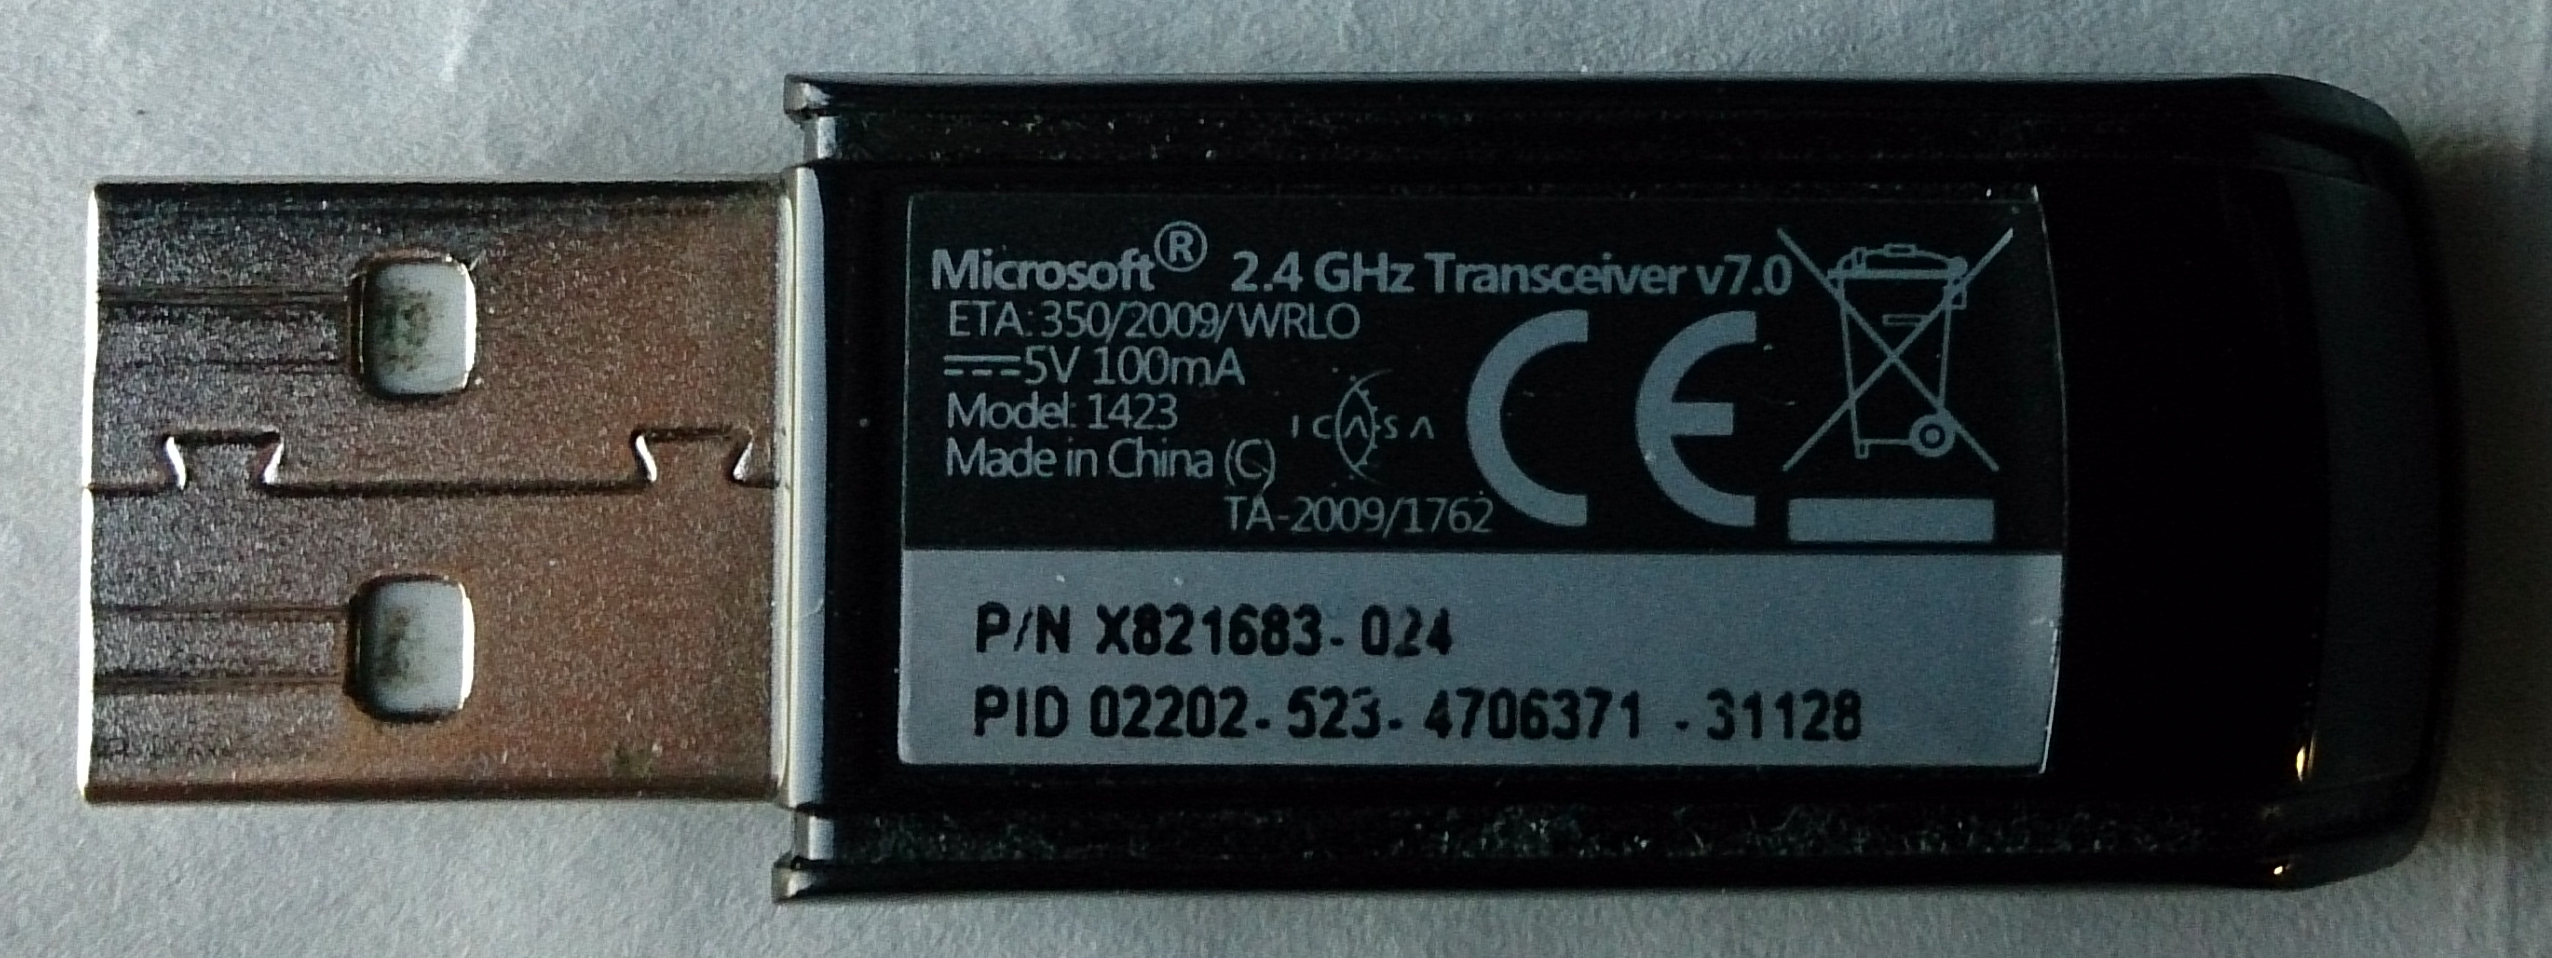 Microsoft® 2.4 GHz Transceiver v7.0
ETA: 350/2009/WRLO
5V 100mA
Model: 1423
Made in China (C)
ICASA
TA-2009/1762
CE
P/N X821683-024
PID 02202-523-4706371 -31128